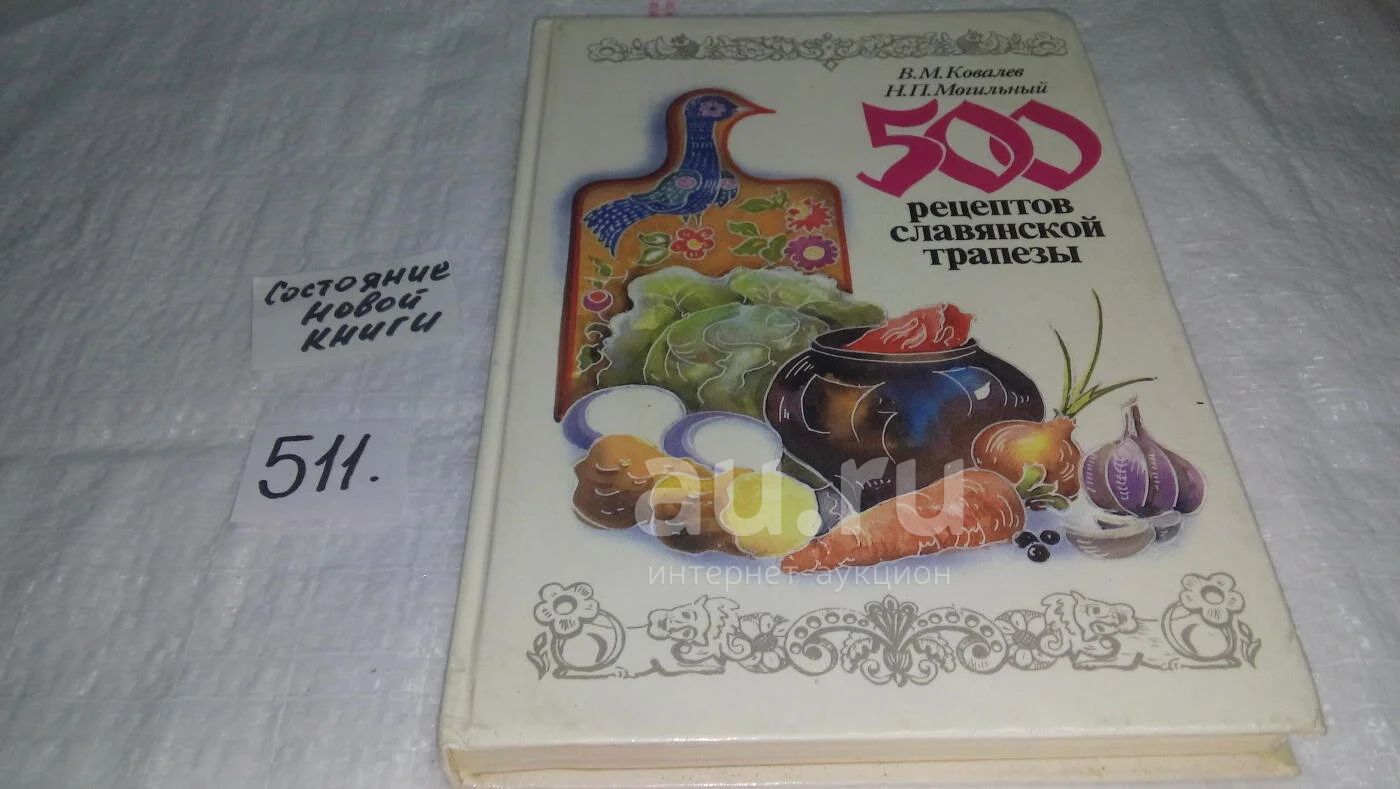 В.М.Ковалев
Н.П.Могильный
500
рецептов
славянской
трапезы
Состояние
новой
книги
511.
au.ru
интернет-аукцион